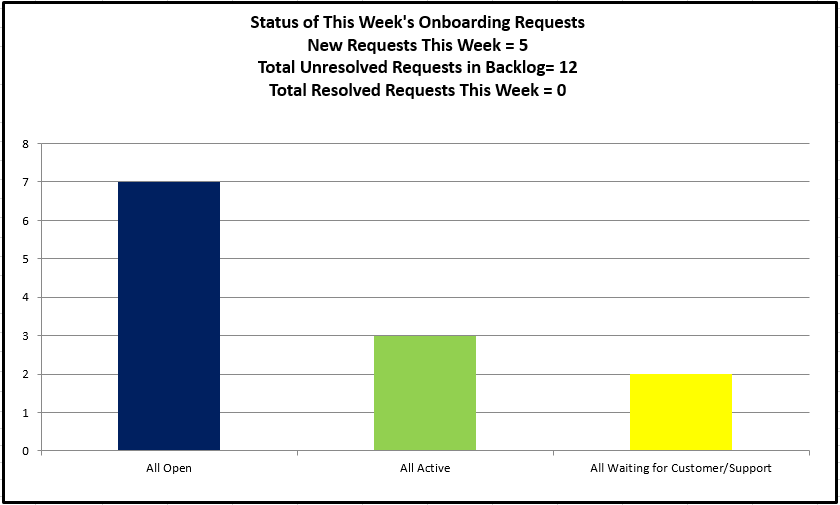 Status of This Week's Onboarding Requests
New Requests This Week = 5
Total Unresolved Requests in Backlog= 12
Total Resolved Requests This Week = 0
8
7
6
5
4
3
2
1
0
All Open
All Active
All Waiting for Customer/Support